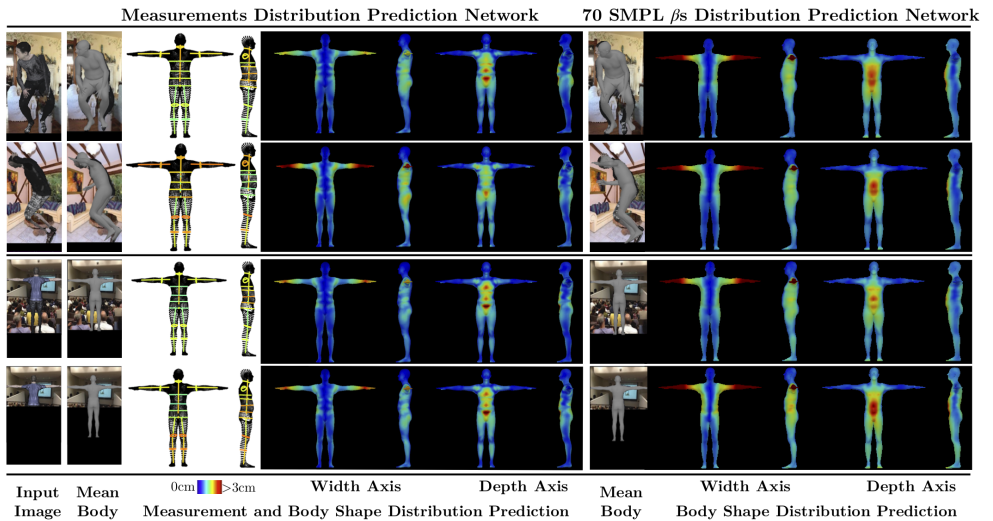 Measurements Distribution Prediction Network
70 SMPL βs Distribution Prediction Network
0cm >3cm
Width Axis
Depth Axis
Width Axis
Depth Axis
Input
Image
Mean
Body
Measurement and Body Shape Distribution Prediction
Mean
Body
Body Shape Distribution Prediction